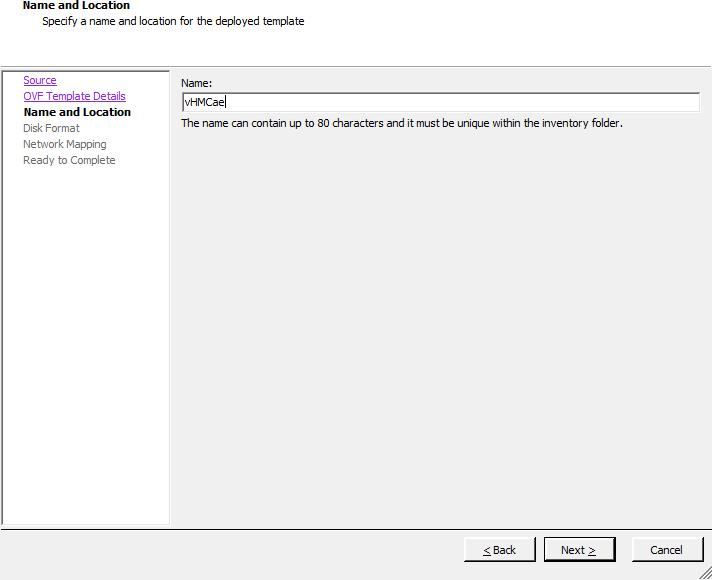 Name and Location
Specify a name and location for the deployed template
Source
OVF Template Details
Name and Location
Disk Format
Network Mapping
Ready to Complete
Name:
vHMCae
The name can contain up to 80 characters and it must be unique within the inventory folder.
< Back
Next >
Cancel